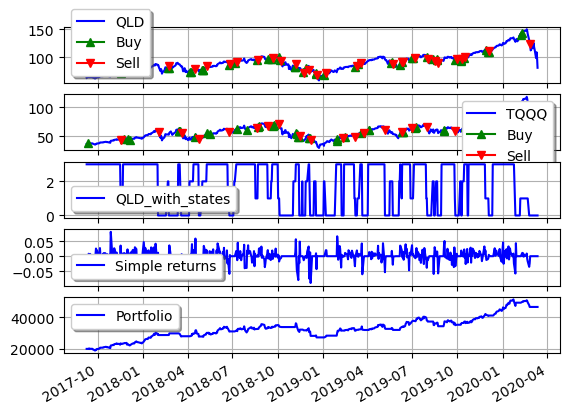 QLD
Buy
Sell
150
100
TQQQ
Buy
Sell
100
50
QLD_with_states
2
0
Simple returns
0.05
0.00
−0.05
Portfolio
40000
20000
2017-10
2018-01
2018-04
2018-07
2018-10
2019-01
2019-04
2019-07
2019-10
2020-01
2020-04